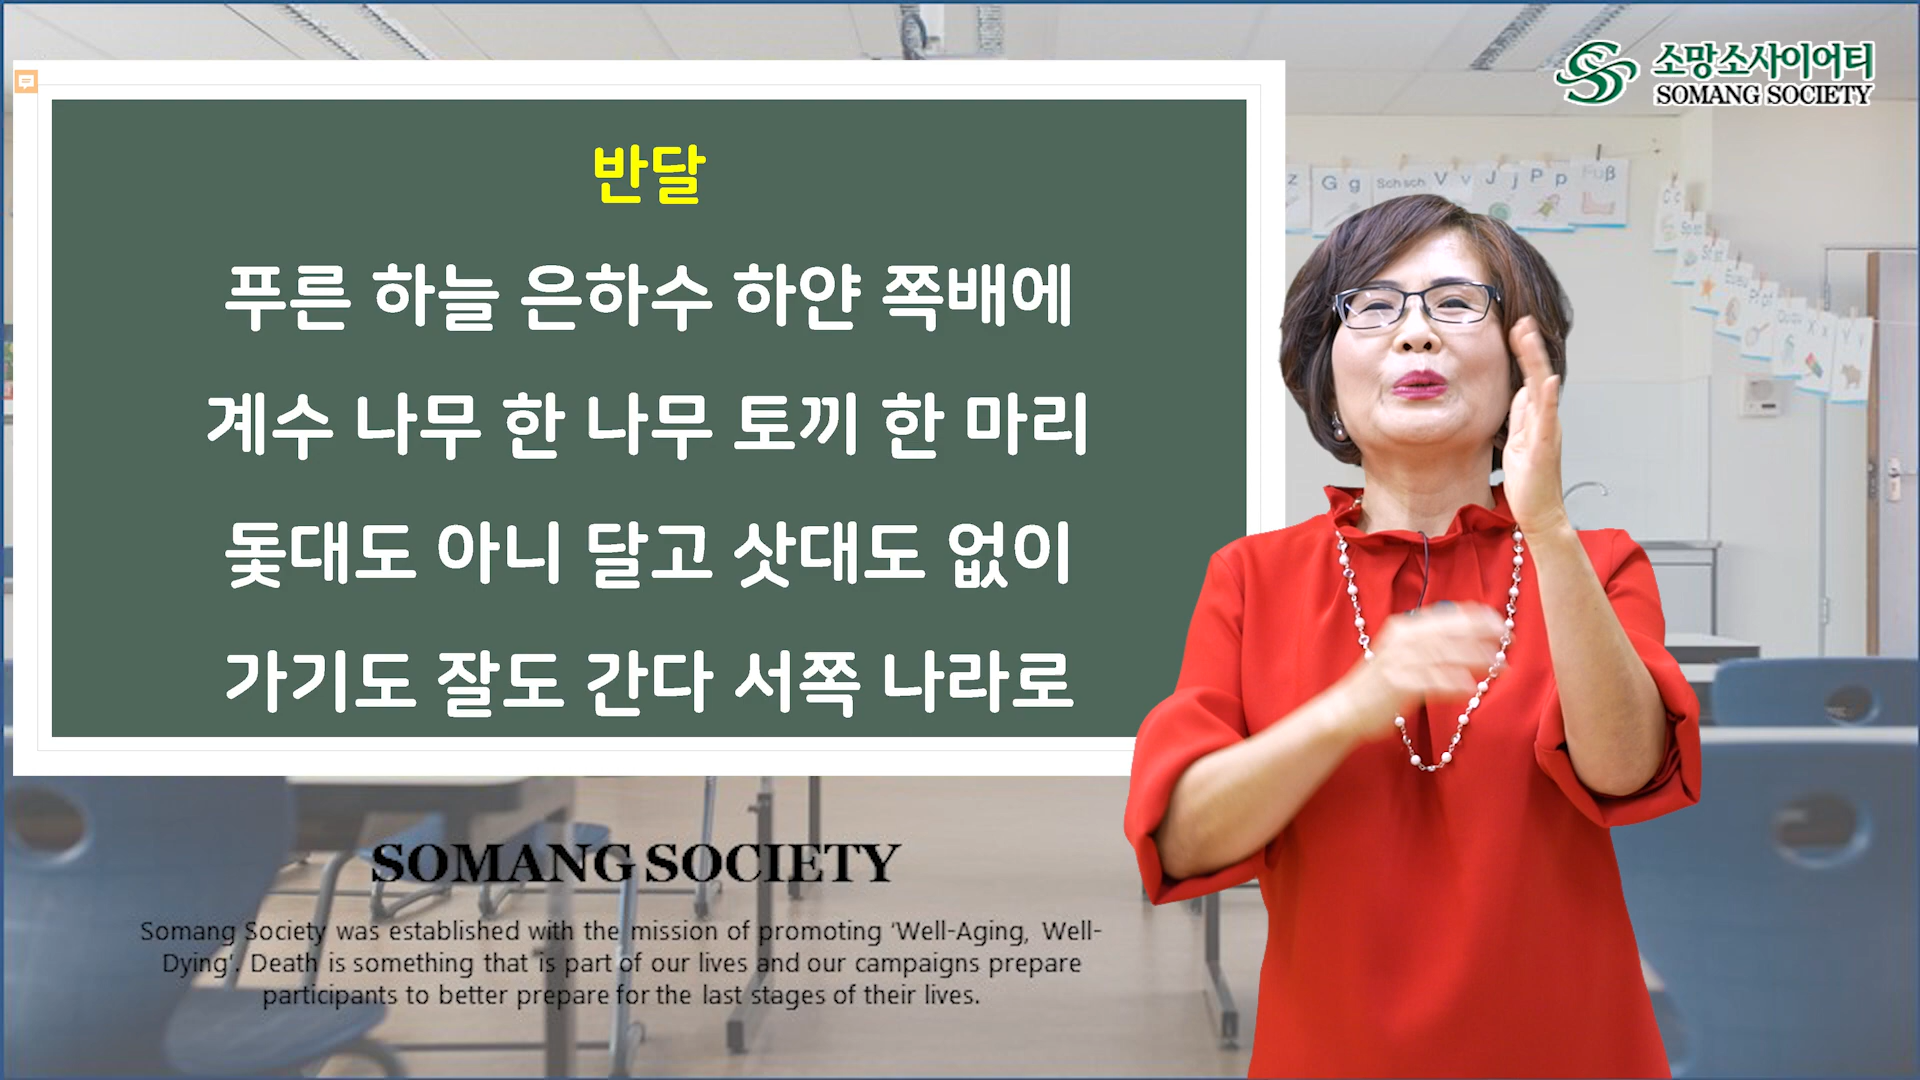 소망소사이어티
SOMANG SOCIETY
반달
푸른 하늘 은하수 하얀 쪽배에
계수 나무 한 나무 토끼 한 마리
돛대도 아니 달고 삿대도 없이
가기도 잘도 간다 서쪽 나라로
G g
Sch sch
V v
J j
P p
ß
SOMANG SOCIETY
Somang Society was established with the mission of promoting ‘Well-Aging, Well-
Dying’. Death is something that is part of our lives and our campaigns prepare
participants to better prepare for the last stages of their lives.